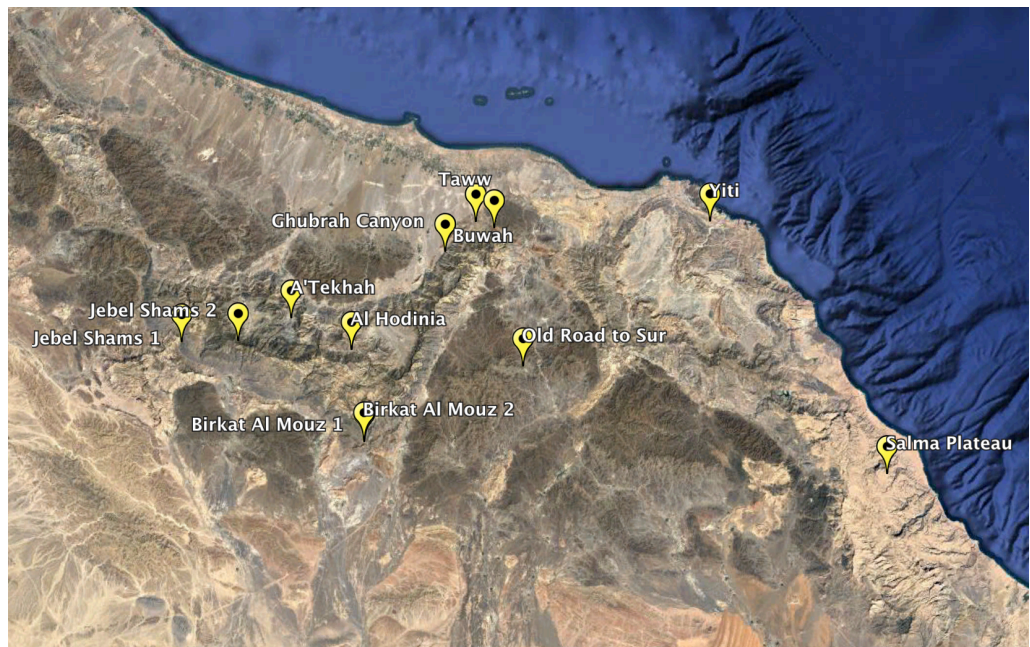 Taww
Yiti
Ghubrah Canyon
Buwah
A'Tekhah
Jebel Shams 2
Al Hodinia
Jebel Shams 1
Old Road to Sur
Birkat Al Mouz 2
Birkat Al Mouz 1
Salma Plateau